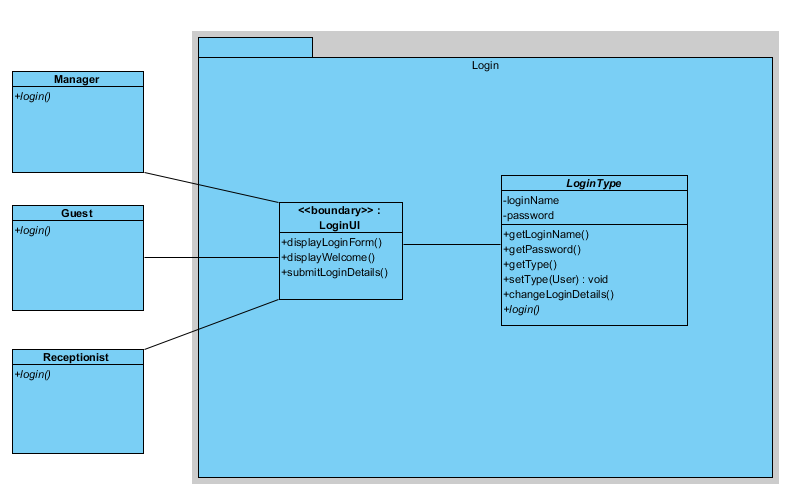 Login
Manager
+login()
Guest
+login()
Receptionist
+login()
<<boundary>> :
LoginUI
+displayLoginForm()
+displayWelcome()
+submitLoginDetails()
LoginType
-loginName
-password
+getLoginName()
+getPassword()
+getType()
+setType(User) : void
+changeLoginDetails()
+login()